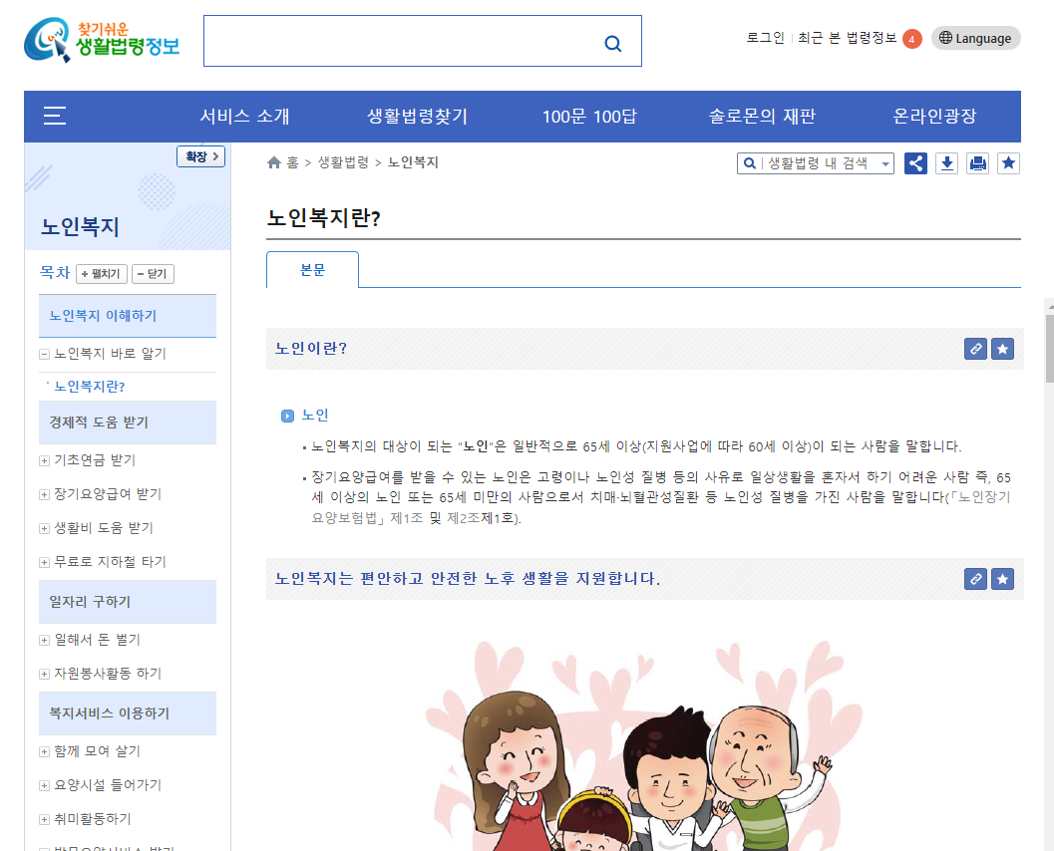 찾기쉬운
생활법령정보
로그인 | 최근 본 법령정보 4 Language
서비스 소개 생활법령찾기 100문 100답 솔로몬의 재판 온라인광장
확장
노인복지
목차 + 펼치기 − 닫기
노인복지 이해하기
노인복지 바로 알기
노인복지란?
경제적 도움 받기
기초연금 받기
장기요양급여 받기
생활비 도움 받기
무료로 지하철 타기
일자리 구하기
일해서 돈 벌기
자원봉사활동 하기
복지서비스 이용하기
함께 모여 살기
요양시설 들어가기
취미활동하기
홈 > 생활법령 > 노인복지
생활법령 내 검색
노인복지란?
본문
노인이란?
노인
노인복지의 대상이 되는 "노인"은 일반적으로 65세 이상(지원사업에 따라 60세 이상)이 되는 사람을 말합니다.
장기요양급여를 받을 수 있는 노인은 고령이나 노인성 질병 등의 사유로 일상생활을 혼자서 하기 어려운 사람 즉, 65
세 이상의 노인 또는 65세 미만의 사람으로서 치매·뇌혈관성질환 등 노인성 질병을 가진 사람을 말합니다(「노인장기
요양보험법」 제1조 및 제2조제1호).
노인복지는 편안하고 안전한 노후 생활을 지원합니다.